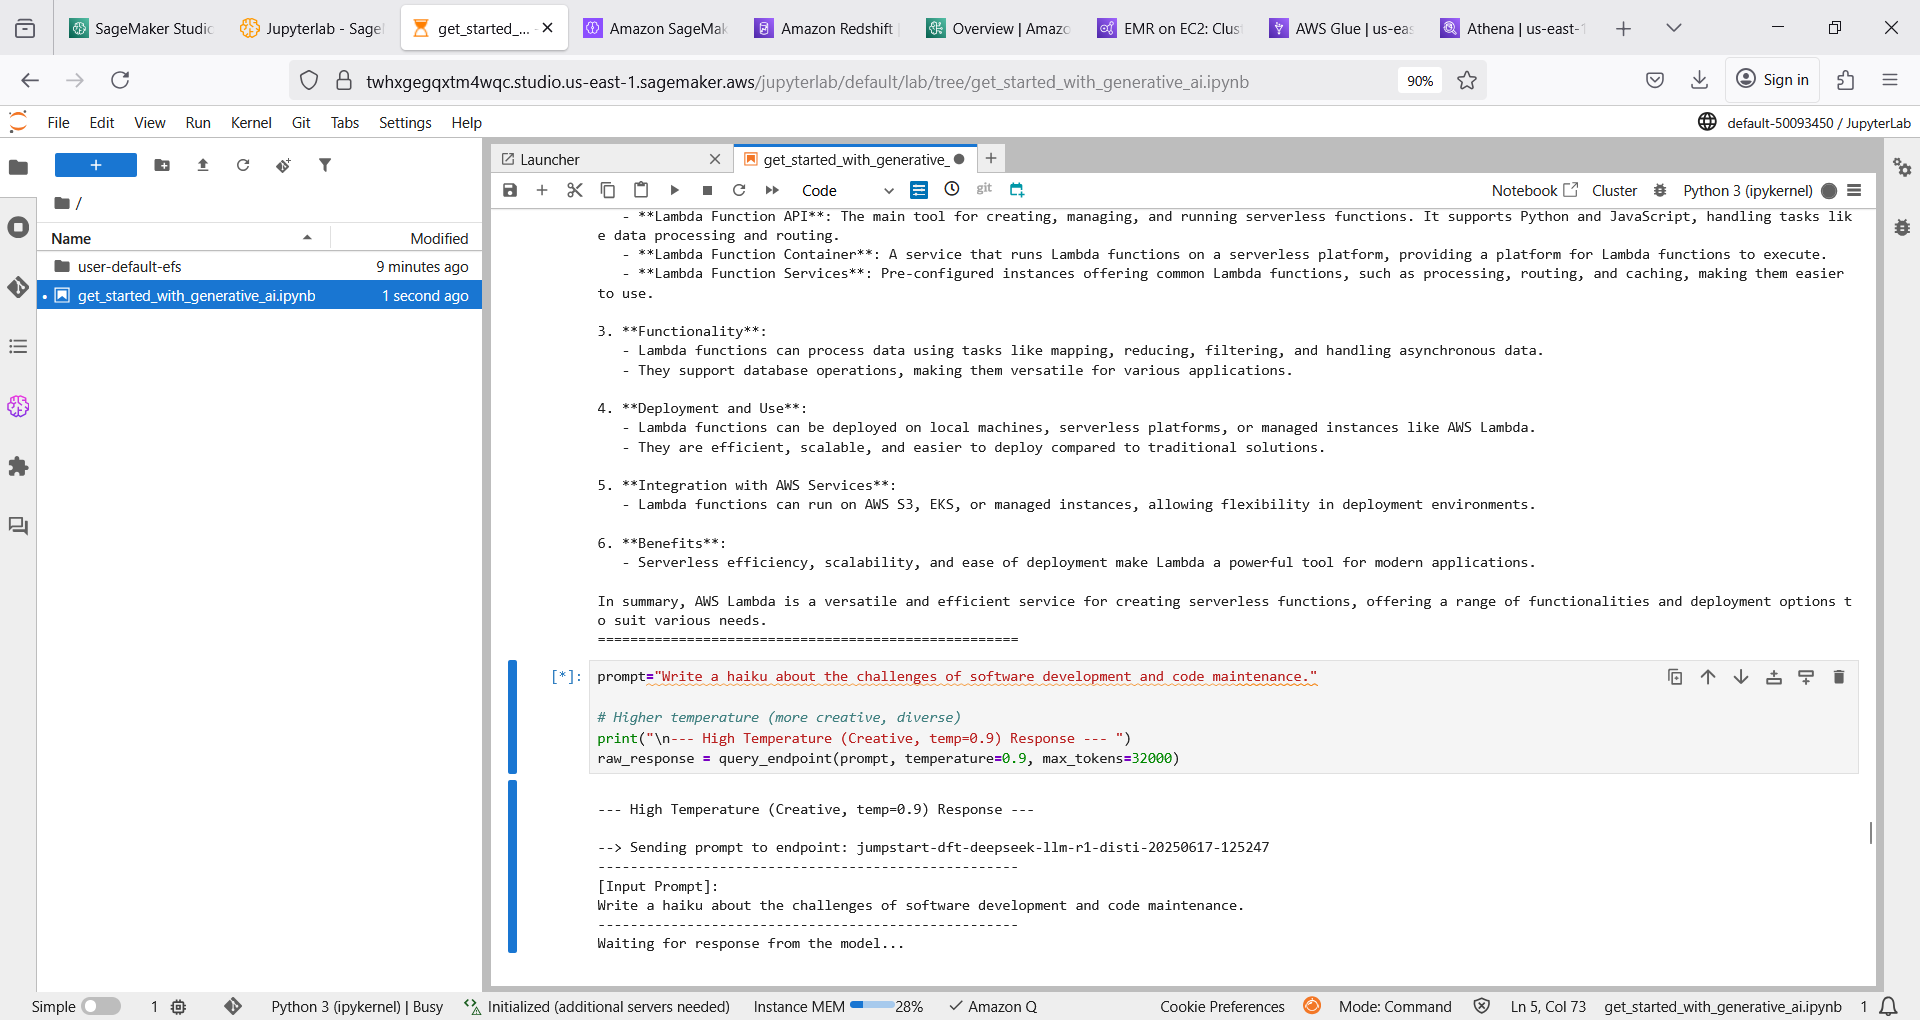 SageMaker Studio
Jupyterlab - Sage
get_started_...
Amazon SageMak
Amazon Redshift
Overview | Amazo
EMR on EC2: Clus
AWS Glue | us-eas
Athena | us-east-1
twhxgegqxtm4wqc.studio.us-east-1.sagemaker.aws/jupyterlab/default/lab/tree/get_started_with_generative_ai.ipynb
90%
Sign in
File Edit View Run Kernel Git Tabs Settings Help
default-50093450 / JupyterLab
/
Name Modified
user-default-efs 9 minutes ago
get_started_with_generative_ai.ipynb 1 second ago
Launcher
get_started_with_generative_
Code
git
Notebook
Cluster
Python 3 (ipykernel)
- **Lambda Function API**: The main tool for creating, managing, and running serverless functions. It supports Python and JavaScript, handling tasks lik
e data processing and routing.
- **Lambda Function Container**: A service that runs Lambda functions on a serverless platform, providing a platform for Lambda functions to execute.
- **Lambda Function Services**: Pre-configured instances offering common Lambda functions, such as processing, routing, and caching, making them easier
to use.
3. **Functionality**:
- Lambda functions can process data using tasks like mapping, reducing, filtering, and handling asynchronous data.
- They support database operations, making them versatile for various applications.
4. **Deployment and Use**:
- Lambda functions can be deployed on local machines, serverless platforms, or managed instances like AWS Lambda.
- They are efficient, scalable, and easier to deploy compared to traditional solutions.
5. **Integration with AWS Services**:
- Lambda functions can run on AWS S3, EKS, or managed instances, allowing flexibility in deployment environments.
6. **Benefits**:
- Serverless efficiency, scalability, and ease of deployment make Lambda a powerful tool for modern applications.
In summary, AWS Lambda is a versatile and efficient service for creating serverless functions, offering a range of functionalities and deployment options t
o suit various needs.
====================================================
[*]:
prompt="Write a haiku about the challenges of software development and code maintenance."
# Higher temperature (more creative, diverse)
print("\n--- High Temperature (Creative, temp=0.9) Response --- ")
raw_response = query_endpoint(prompt, temperature=0.9, max_tokens=32000)
--- High Temperature (Creative, temp=0.9) Response ---
--> Sending prompt to endpoint: jumpstart-dft-deepseek-llm-r1-disti-20250617-125247
----------------------------------------------------
[Input Prompt]:
Write a haiku about the challenges of software development and code maintenance.
----------------------------------------------------
Waiting for response from the model...
Simple
1
Python 3 (ipykernel) | Busy
Initialized (additional servers needed)
Instance MEM 28%
Amazon Q
Cookie Preferences
Mode: Command
Ln 5, Col 73
get_started_with_generative_ai.ipynb
1